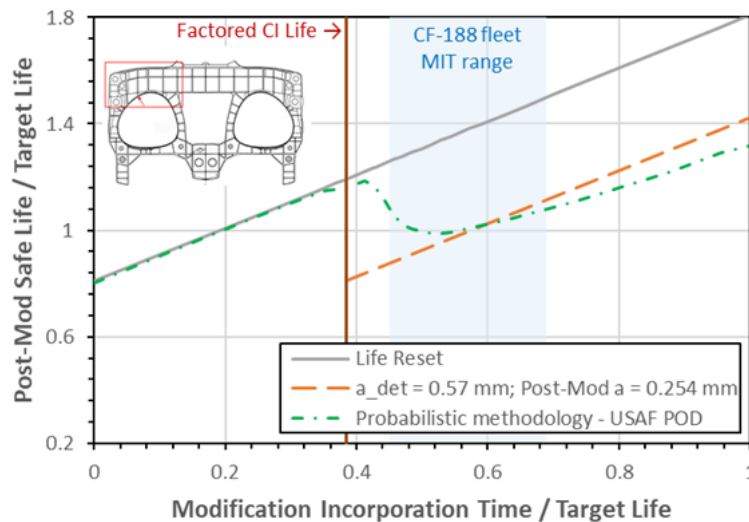 Factored CI Life →
CF-188 fleet
MIT range
Post-Mod Safe Life / Target Life
1.8
1.4
1
0.6
0.2
Life Reset
a_det = 0.57 mm; Post-Mod a = 0.254 mm
Probabilistic methodology - USAF POD
0
0.2
0.4
0.6
0.8
1
Modification Incorporation Time / Target Life